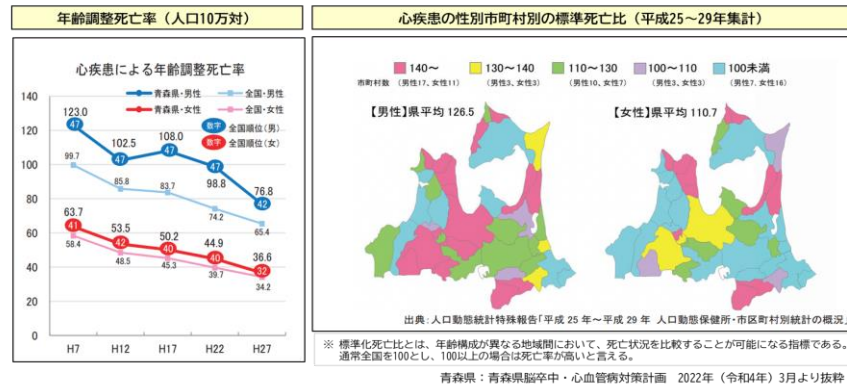 年齢調整死亡率（人口10万対）
心疾患による年齢調整死亡率
青森県・男性 全国・男性
青森県・女性 全国・女性
数字 全国順位（男）
数字 全国順位（女）
140
120
100
80
60
40
20
0
123.0
47
102.5
47
108.0
47
47
98.8
76.8
42
99.7
85.8
83.7
74.2
65.4
63.7
41
53.5
42
50.2
40
44.9
40
36.6
32
58.4
48.5
45.3
39.7
34.2
H7 H12 H17 H22 H27
心疾患の性別市町村別の標準死亡比（平成25～29年集計）
140～ 130～140 110～130 100～110 100未満
市町村数 （男性17、女性11） （男性3、女性3） （男性10、女性7） （男性3、女性3） （男性7、女性16）
【男性】県平均 126.5 【女性】県平均 110.7
出典：人口動態統計特殊報告「平成 25 年～平成 29 年 人口動態保健所・市区町村別統計の概況」
※ 標準化死亡比とは、年齢構成が異なる地域間において、死亡状況を比較することが可能になる指標である。
通常全国を100とし、100以上の場合は死亡率が高いと言える。
青森県：青森県脳卒中・心血管病対策計画 2022年（令和4年）3月より抜粋